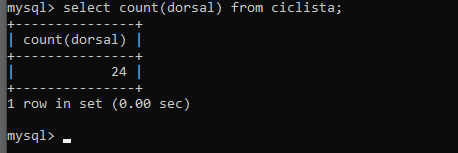 mysql> select count(dorsal) from ciclista;
+---------------+
| count(dorsal) |
+---------------+
|            24 |
+---------------+
1 row in set (0.00 sec)
mysql>